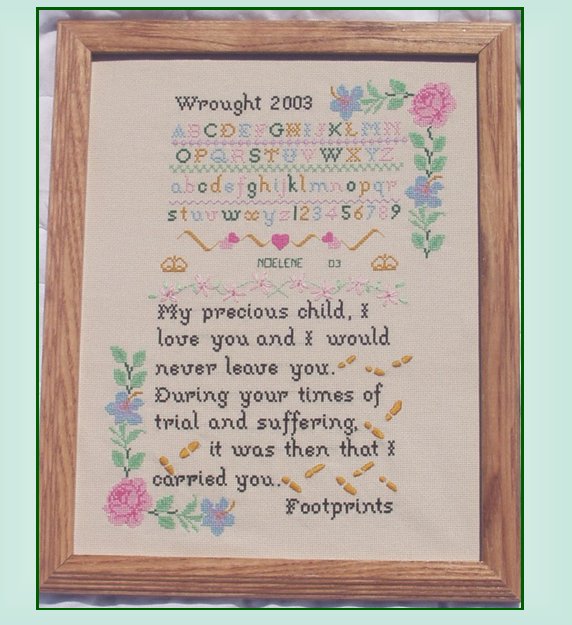 Wrought 2003
ABCDEFGHIJKLMN
OPQRSTUVWXYZ
abcdefghijklmnopqr
stuvwxyz123456789
NOELENE 03
My precious child, I
love you and I would
never leave you.
During your times of
trial and suffering,
it was then that I
carried you.
Footprints